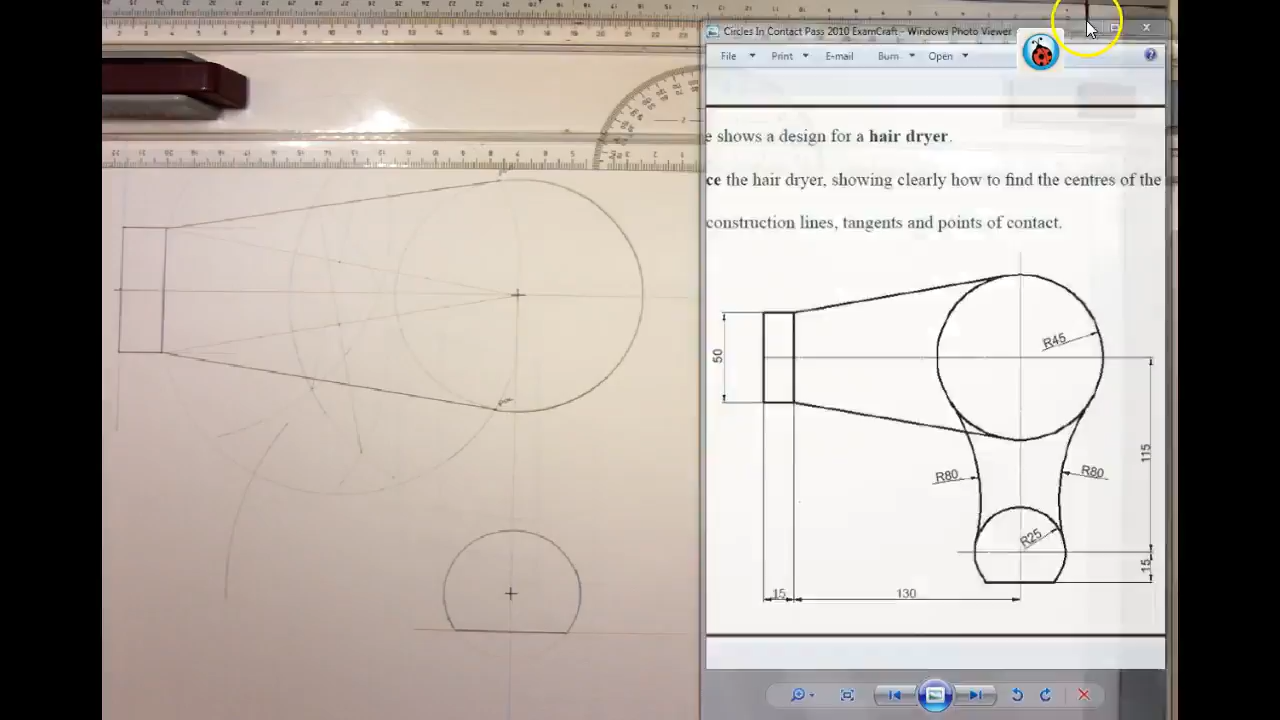 Circles In Contact Pass 2010 ExamCraft - Windows Photo Viewer
File Print E-mail Burn Open
e shows a design for a hair dryer.
ce the hair dryer, showing clearly how to find the centres of the
construction lines, tangents and points of contact.
R45
50
115
R80
R80
R25
15
15
130